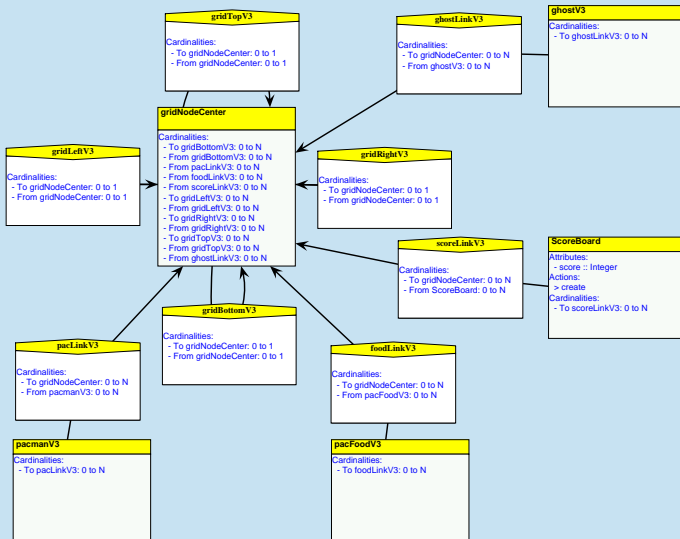 gridTopV3
Cardinalities:
- To gridNodeCenter: 0 to 1
- From gridNodeCenter: 0 to 1
ghostLinkV3
Cardinalities:
- To gridNodeCenter: 0 to N
- From ghostV3: 0 to N
ghostV3
Cardinalities:
- To ghostLinkV3: 0 to N
gridNodeCenter
Cardinalities:
- To gridBottomV3: 0 to N
- From gridBottomV3: 0 to N
- From pacLinkV3: 0 to N
- From foodLinkV3: 0 to N
- From scoreLinkV3: 0 to N
- To gridLeftV3: 0 to N
- From gridLeftV3: 0 to N
- To gridRightV3: 0 to N
- From gridRightV3: 0 to N
- To gridTopV3: 0 to N
- From gridTopV3: 0 to N
- From ghostLinkV3: 0 to N
gridLeftV3
Cardinalities:
- To gridNodeCenter: 0 to 1
- From gridNodeCenter: 0 to 1
gridRightV3
Cardinalities:
- To gridNodeCenter: 0 to 1
- From gridNodeCenter: 0 to 1
scoreLinkV3
Cardinalities:
- To gridNodeCenter: 0 to N
- From ScoreBoard: 0 to N
ScoreBoard
Attributes:
- score :: Integer
Actions:
> create
Cardinalities:
- To scoreLinkV3: 0 to N
gridBottomV3
Cardinalities:
- To gridNodeCenter: 0 to 1
- From gridNodeCenter: 0 to 1
pacLinkV3
Cardinalities:
- To gridNodeCenter: 0 to N
- From pacmanV3: 0 to N
foodLinkV3
Cardinalities:
- To gridNodeCenter: 0 to N
- From pacFoodV3: 0 to N
pacmanV3
Cardinalities:
- To pacLinkV3: 0 to N
pacFoodV3
Cardinalities:
- To foodLinkV3: 0 to N